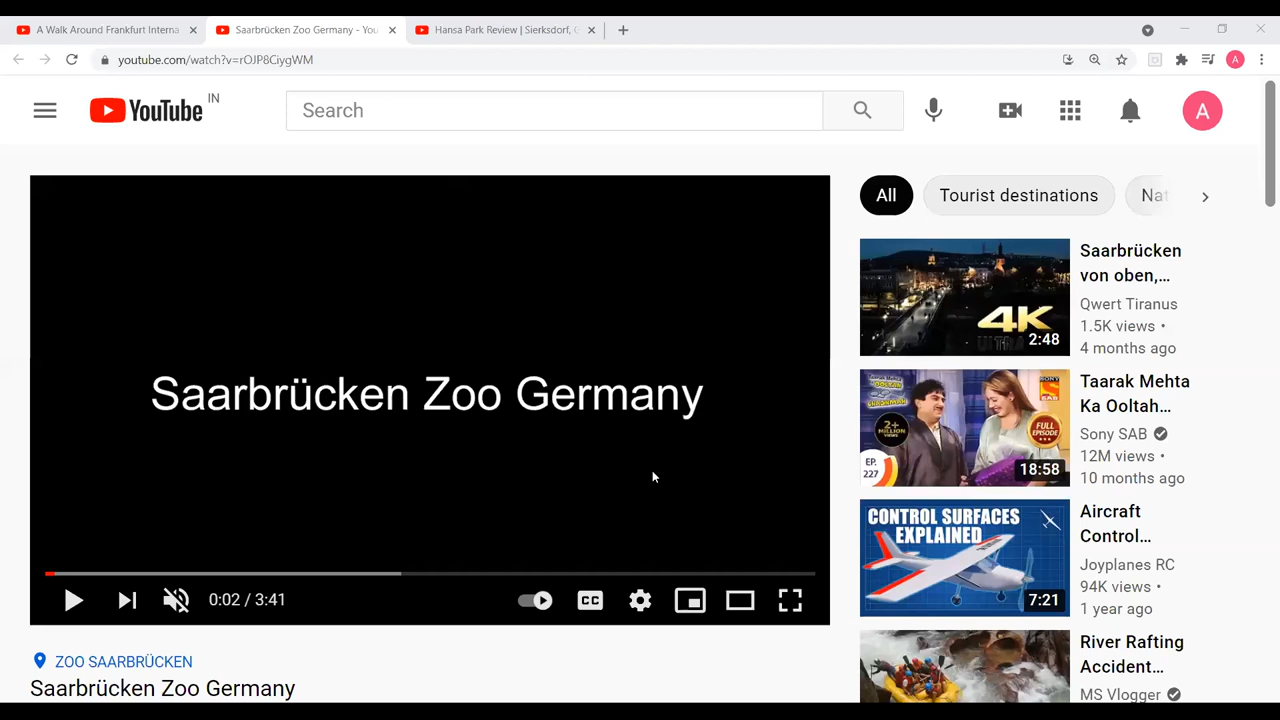 A Walk Around Frankfurt Interna
Saarbrücken Zoo Germany - You
Hansa Park Review | Sierksdorf, G
youtube.com/watch?v=rOJP8CiygWM
A
YouTube IN
Search
A
All
Tourist destinations
Nat
Saarbrücken Zoo Germany
0:02 / 3:41
CC
ZOO SAARBRÜCKEN
Saarbrücken Zoo Germany
4K
ULTRA
2:48
Saarbrücken
von oben,...
Qwert Tiranus
1.5K views •
4 months ago
2+
MILLION
VIEWS
EP.
227
SONY
SAB
FULL
EPISODE
18:58
Taarak Mehta
Ka Ooltah...
Sony SAB
12M views •
10 months ago
CONTROL SURFACES
EXPLAINED
7:21
Aircraft
Control...
Joyplanes RC
94K views •
1 year ago
River Rafting
Accident...
MS Vlogger